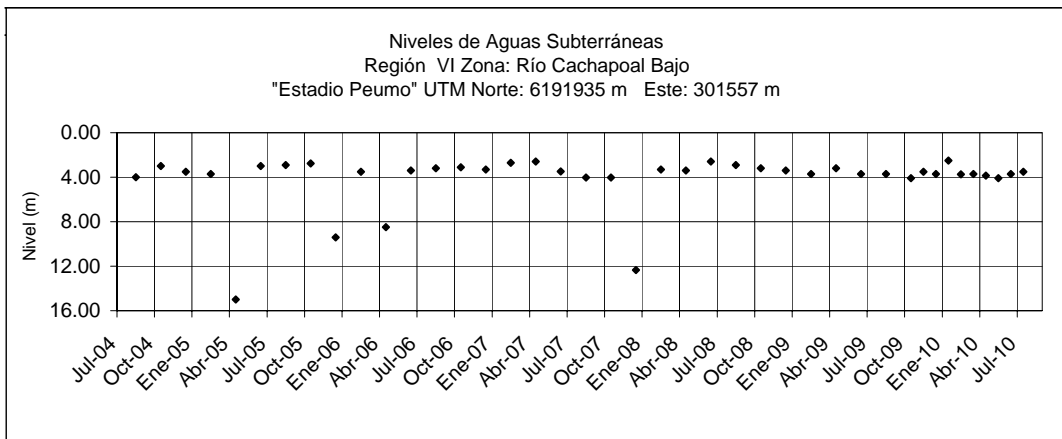 Niveles de Aguas Subterráneas
Región VI Zona: Río Cachapoal Bajo
"Estadio Peumo" UTM Norte: 6191935 m Este: 301557 m
Nivel (m)
0.00
4.00
8.00
12.00
16.00
Jul-04
Oct-04
Ene-05
Abr-05
Jul-05
Oct-05
Ene-06
Abr-06
Jul-06
Oct-06
Ene-07
Abr-07
Jul-07
Oct-07
Ene-08
Abr-08
Jul-08
Oct-08
Ene-09
Abr-09
Jul-09
Oct-09
Ene-10
Abr-10
Jul-10